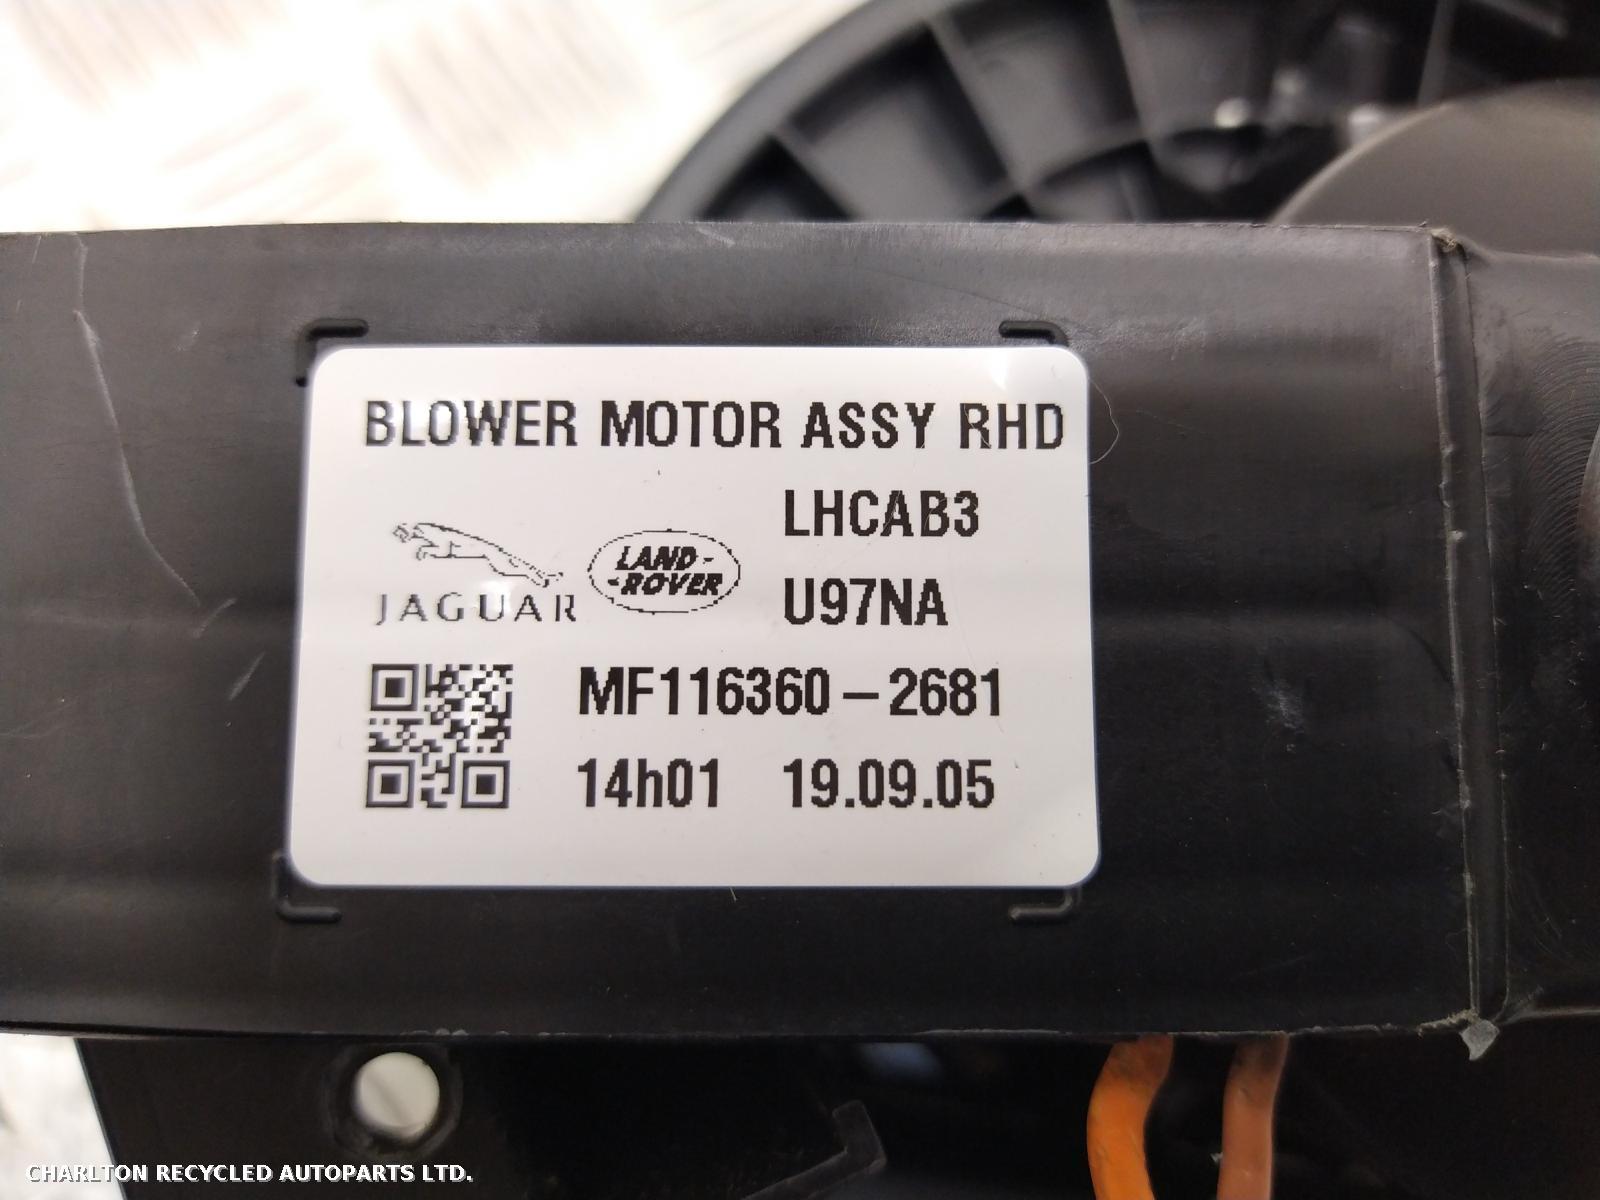 BLOWER MOTOR ASSY RHD
LHCAB3
JAGUAR LAND-
-ROVER
U97NA
MF116360-2681
14h01 19.09.05
CHARLTON RECYCLED AUTOPARTS LTD.